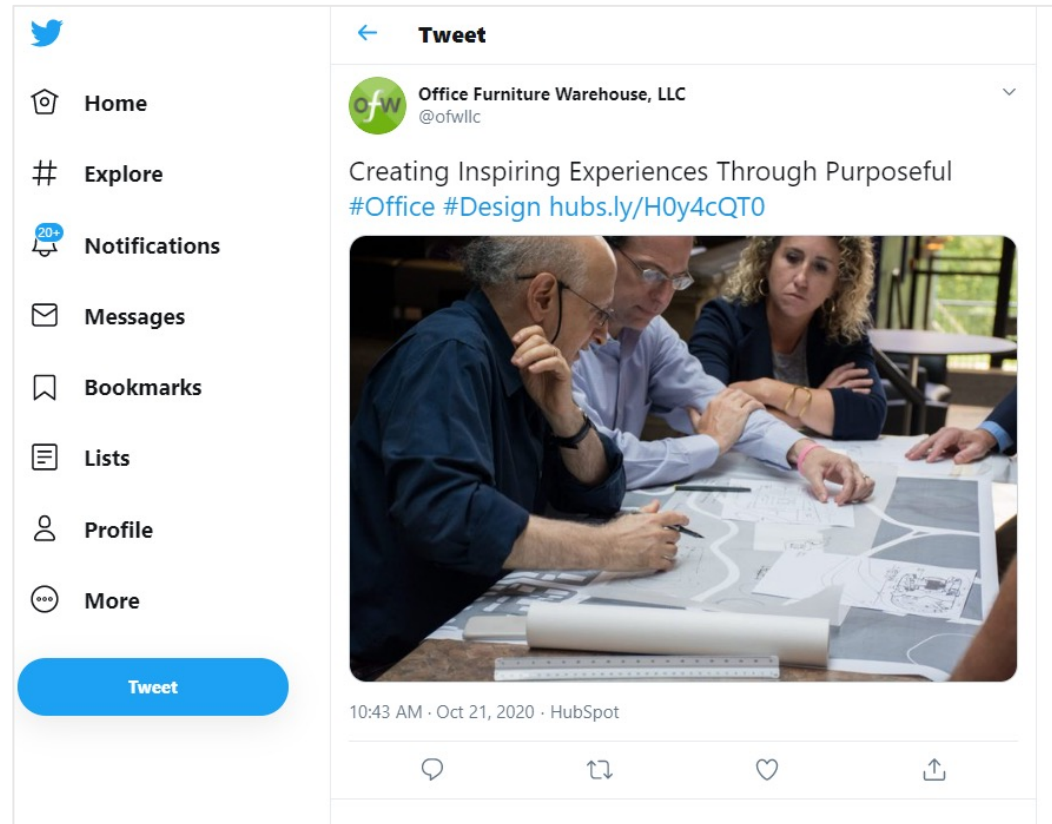 Home
Explore
20+
Notifications
Messages
Bookmarks
Lists
Profile
More
Tweet
Tweet
ofw
Office Furniture Warehouse, LLC
@ofwllc
Creating Inspiring Experiences Through Purposeful
#Office #Design hubs.ly/H0y4cQT0
10:43 AM · Oct 21, 2020 · HubSpot